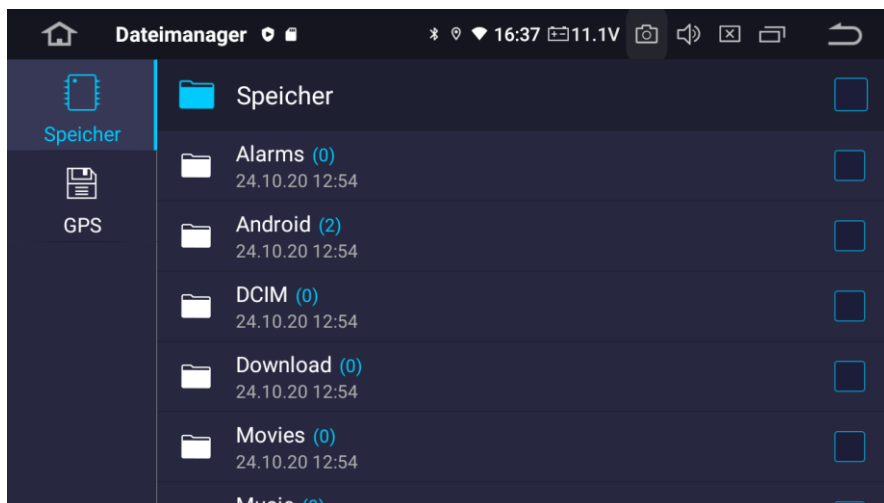 Dateimanager
16:37 11.1V
Speicher
GPS
Speicher
Alarms (0)
24.10.20 12:54
Android (2)
24.10.20 12:54
DCIM (0)
24.10.20 12:54
Download (0)
24.10.20 12:54
Movies (0)
24.10.20 12:54